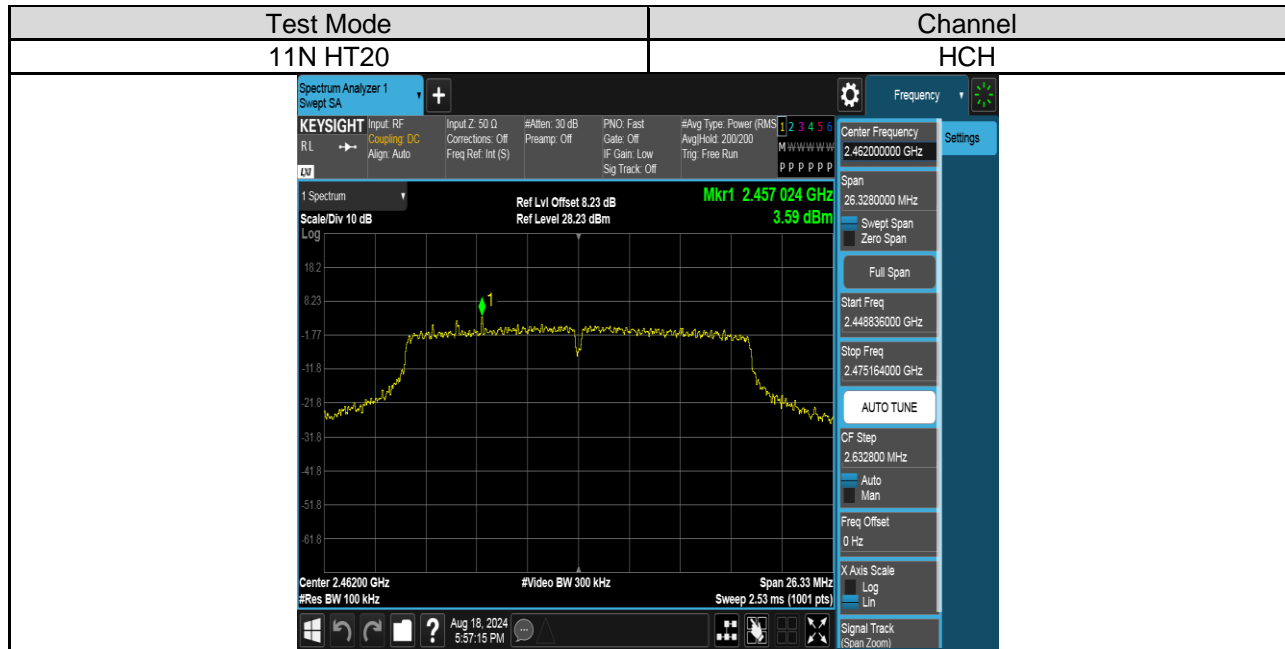 Test Mode Channel
11N HT20 HCH
Spectrum Analyzer 1
Swept SA
+
Frequency
KEYSIGHT
RL
LXI
Input: RF
Coupling: DC
Align: Auto
Input Z: 50 Ω
Corrections: Off
Freq Ref: Int (S)
#Atten: 30 dB
Preamp: Off
PNO: Fast
Gate: Off
IF Gain: Low
Sig Track: Off
#Avg Type: Power (RMS
Avg|Hold: 200/200
Trig: Free Run
1 2 3 4 5 6
M W W W W W
P P P P P P
1 Spectrum
Scale/Div 10 dB
Log
Ref Lvl Offset 8.23 dB
Ref Level 28.23 dBm
Mkr1 2.457 024 GHz
3.59 dBm
18.2
8.23
-1.77
-11.8
-21.8
-31.8
-41.8
-51.8
-61.8
1
Center 2.46200 GHz
#Res BW 100 kHz
#Video BW 300 kHz
Span 26.33 MHz
Sweep 2.53 ms (1001 pts)
?
Aug 18, 2024
5:57:15 PM
Settings
Center Frequency
2.462000000 GHz
Span
26.3280000 MHz
Swept Span
Zero Span
Full Span
Start Freq
2.448836000 GHz
Stop Freq
2.475164000 GHz
AUTO TUNE
CF Step
2.632800 MHz
Auto
Man
Freq Offset
0 Hz
X Axis Scale
Log
Lin
Signal Track
(Span Zoom)